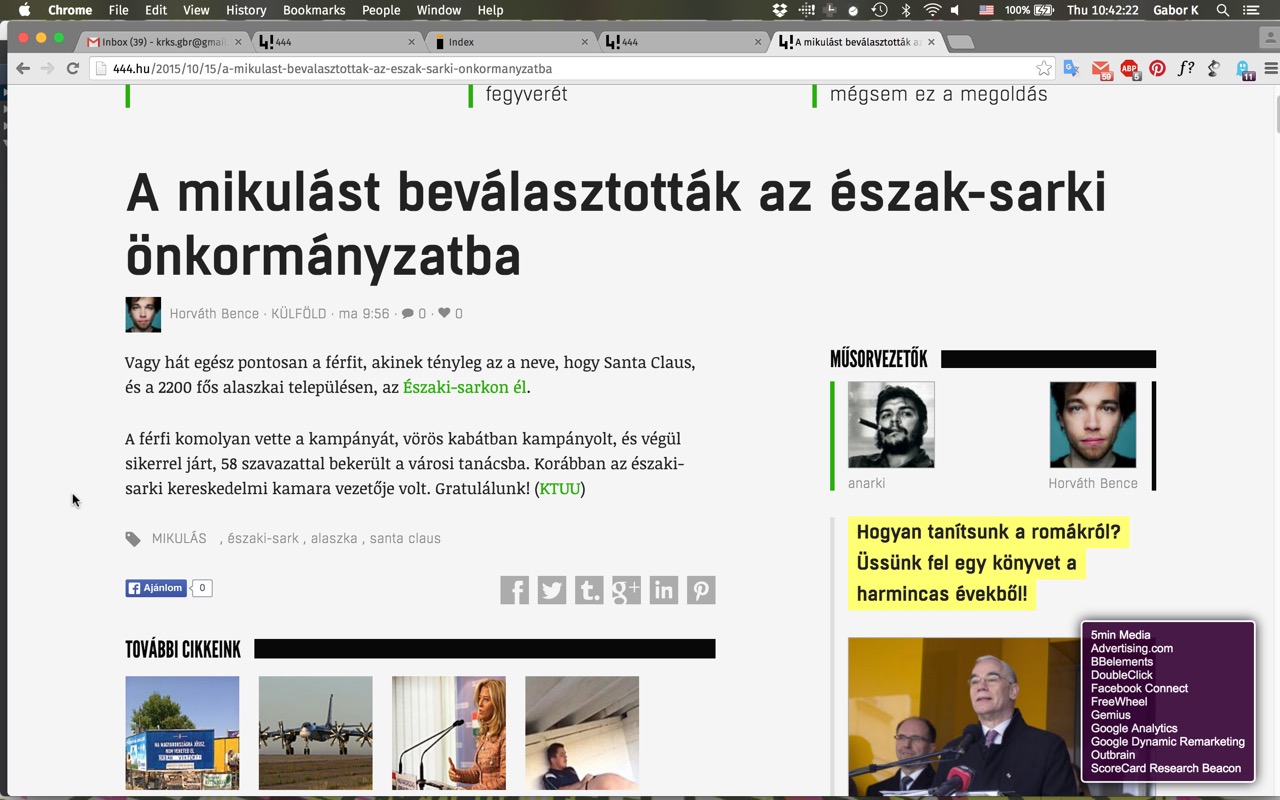 Chrome File Edit View History Bookmarks People Window Help 100% Thu 10:42:22 Gabor K
Inbox (39) - krks.gbr@gmai 444 Index 444 A mikulást beválasztották az
444.hu/2015/10/15/a-mikulast-bevalasztottak-az-eszak-sarki-onkormanyzatba
59 ABP 5 f? 11
fegyverét
mégsem ez a megoldás
A mikulást beválasztották az észak-sarki
önkormányzatba
Horváth Bence · KÜLFÖLD · ma 9:56 · 0 · 0
Vagy hát egész pontosan a férfit, akinek tényleg az a neve, hogy Santa Claus,
és a 2200 fős alaszkai településen, az Északi-sarkon él.
A férfi komolyan vette a kampányát, vörös kabátban kampányolt, és végül
sikerrel járt, 58 szavazattal bekerült a városi tanácsba. Korábban az északi-
sarki kereskedelmi kamara vezetője volt. Gratulálunk! (KTUU)
MIKULÁS , északi-sark , alaszka , santa claus
Ajánlom 0
TOVÁBBI CIKKEINK
MŰSORVEZETŐK
anarki
Horváth Bence
Hogyan tanítsunk a romákról?
Üssünk fel egy könyvet a
harmincas évekből!
5min Media
Advertising.com
BBelements
DoubleClick
Facebook Connect
FreeWheel
Gemius
Google Analytics
Google Dynamic Remarketing
Outbrain
ScoreCard Research Beacon